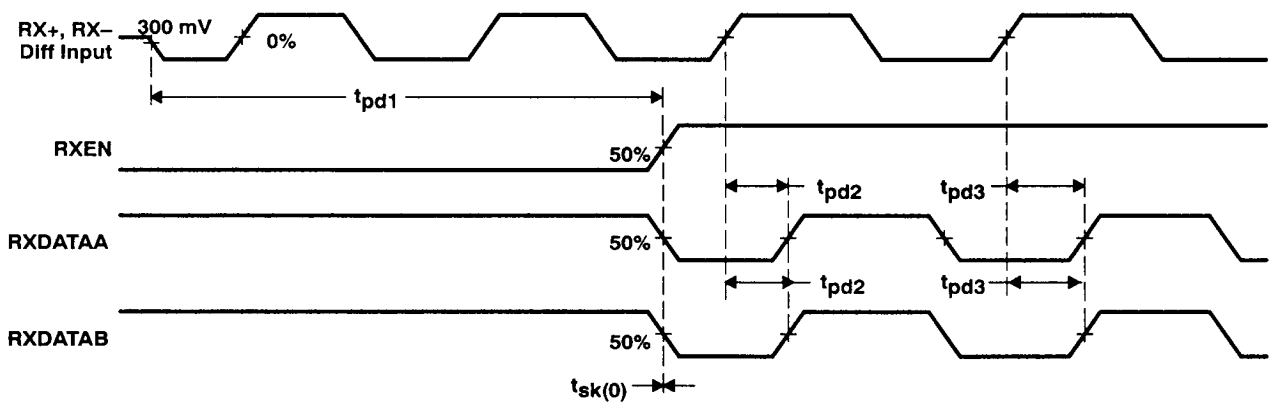 RX+, RX–
Diff Input
300 mV
0%
tpd1
RXEN
50%
tpd2
tpd3
RXDATAA
50%
tpd2
tpd3
RXDATAB
50%
tsk(0)